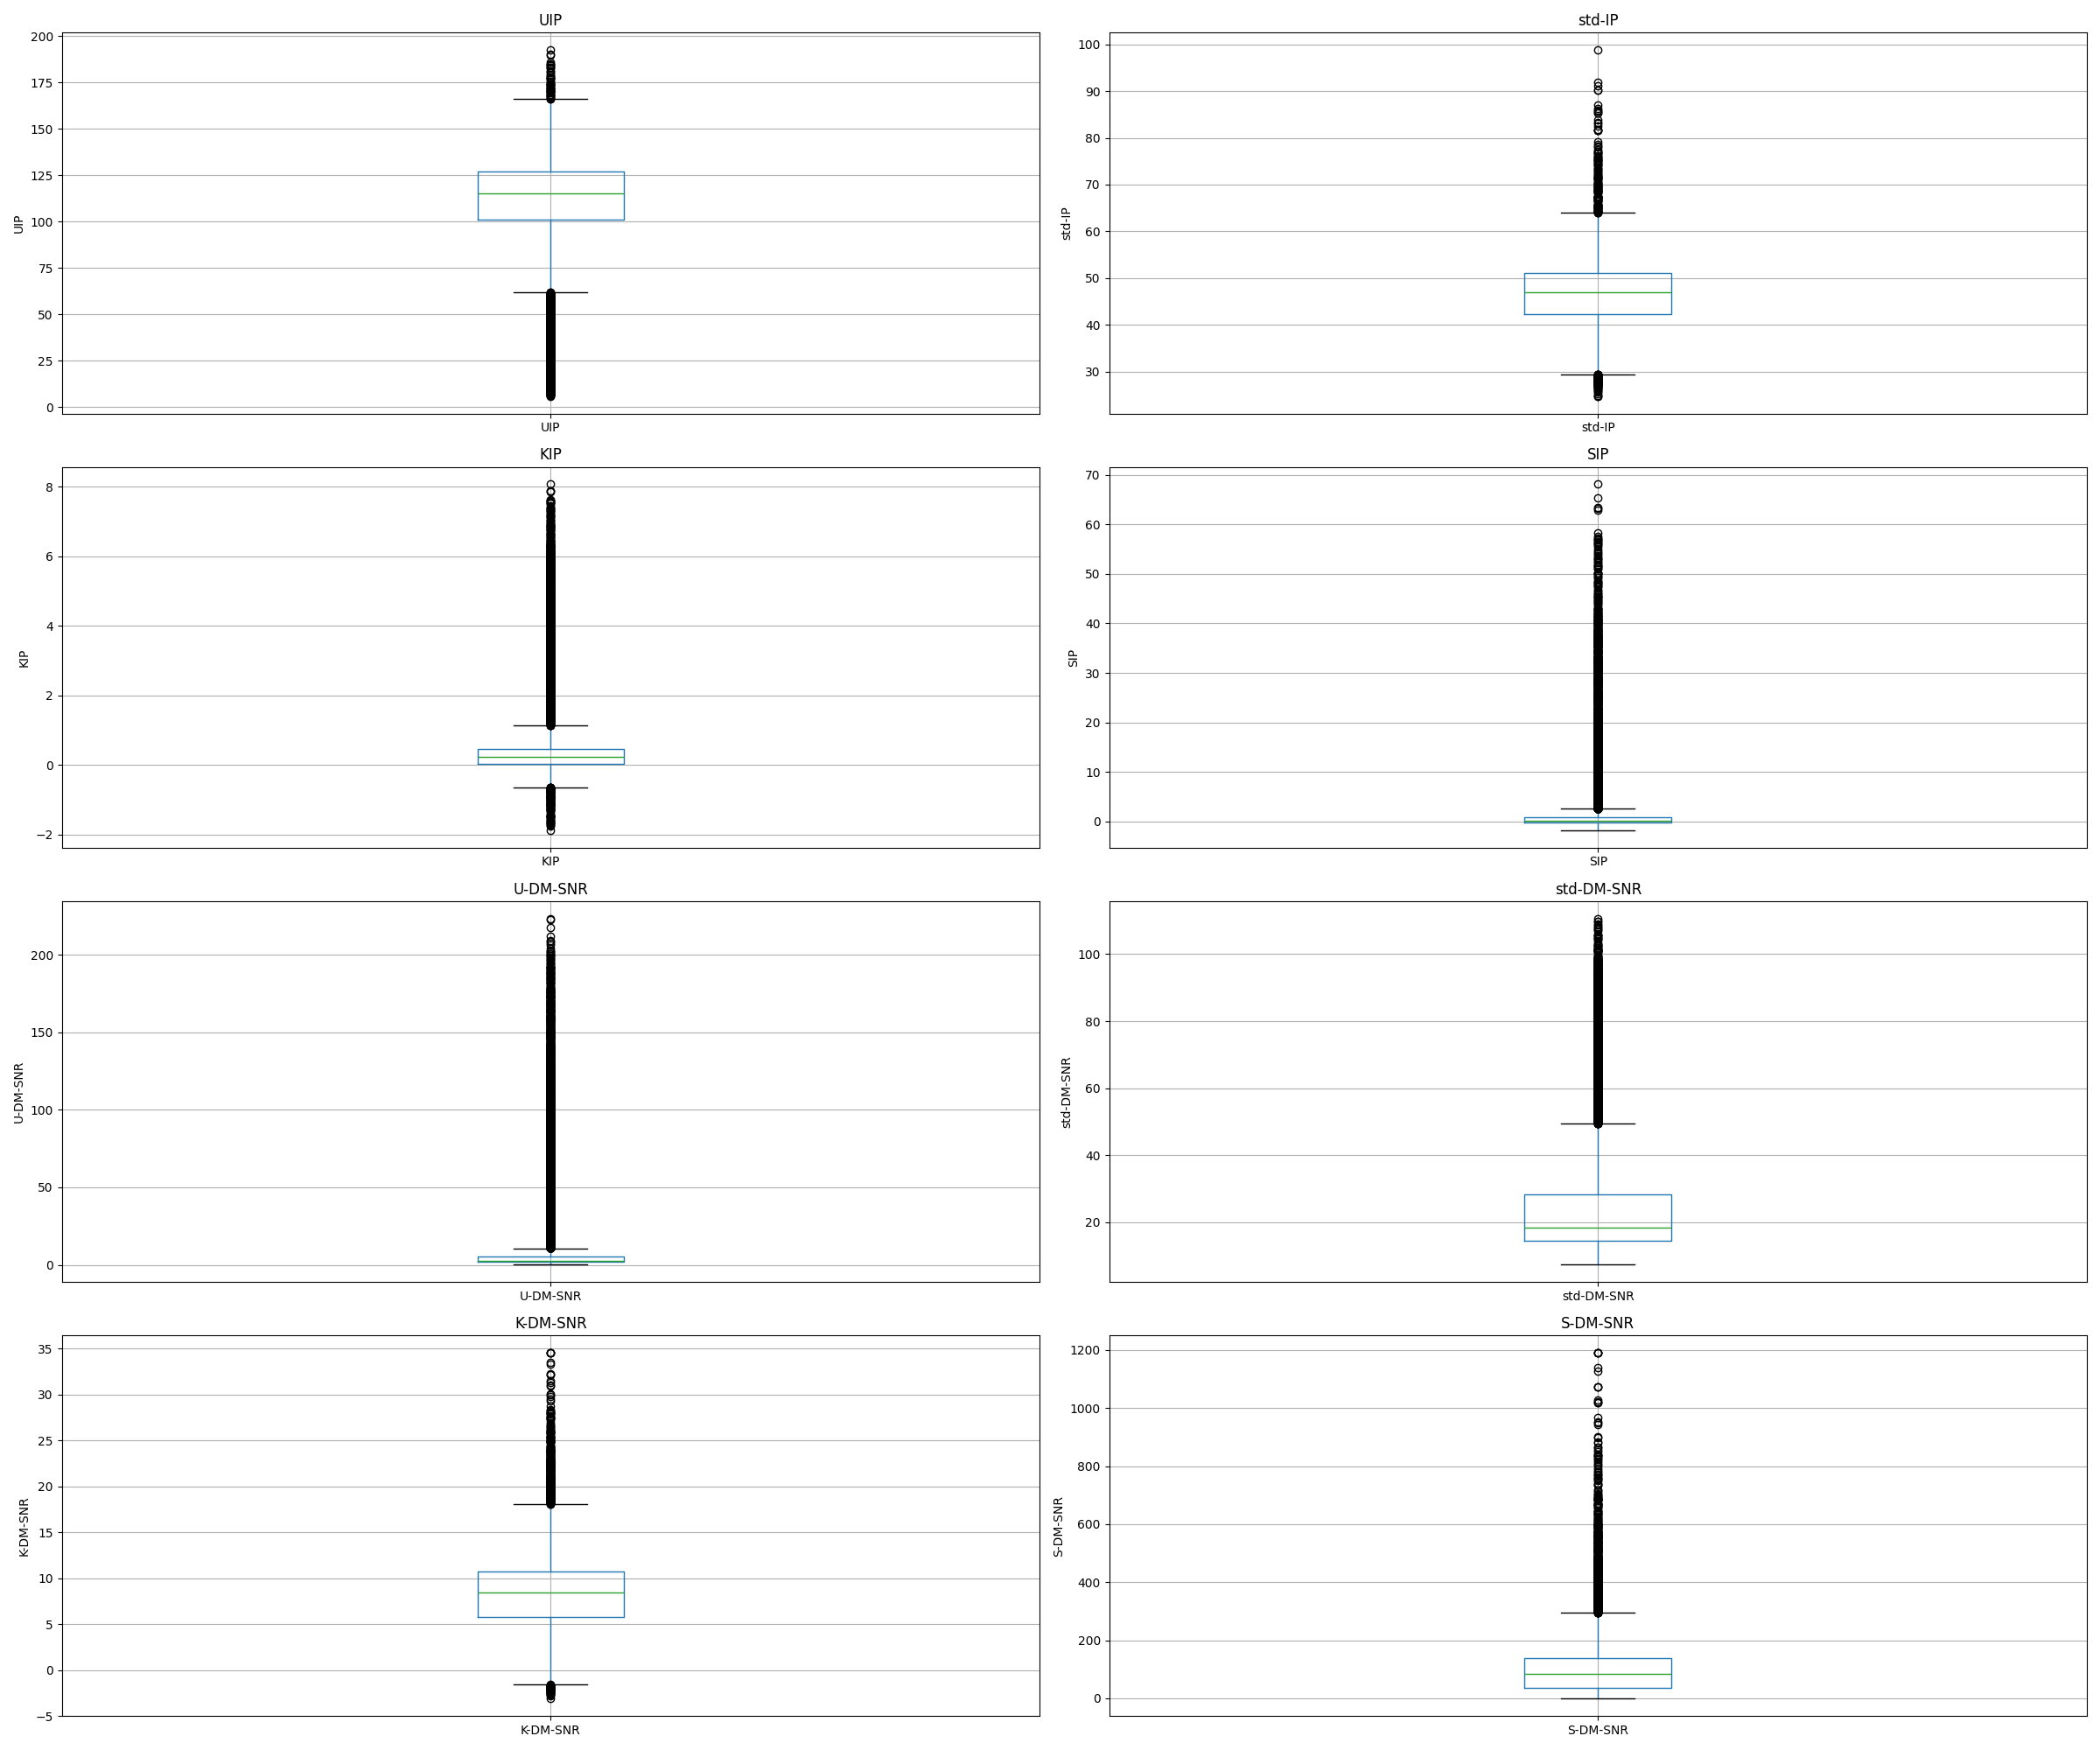 UIP
200
175
150
125
100
75
50
25
0
UIP
UIP
std-IP
100
90
80
70
60
50
40
30
std-IP
std-IP
KIP
8
6
4
2
0
−2
KIP
KIP
SIP
70
60
50
40
30
20
10
0
SIP
SIP
U-DM-SNR
200
150
100
50
0
U-DM-SNR
U-DM-SNR
std-DM-SNR
100
80
60
40
20
std-DM-SNR
std-DM-SNR
K-DM-SNR
35
30
25
20
15
10
5
0
−5
K-DM-SNR
K-DM-SNR
S-DM-SNR
1200
1000
800
600
400
200
0
S-DM-SNR
S-DM-SNR